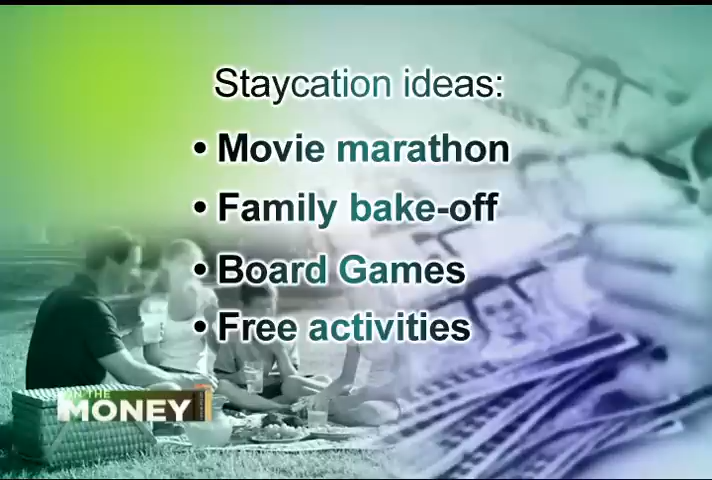 Staycation ideas:
• Movie marathon
• Family bake-off
• Board Games
• Free activities
ON THE
MONEY